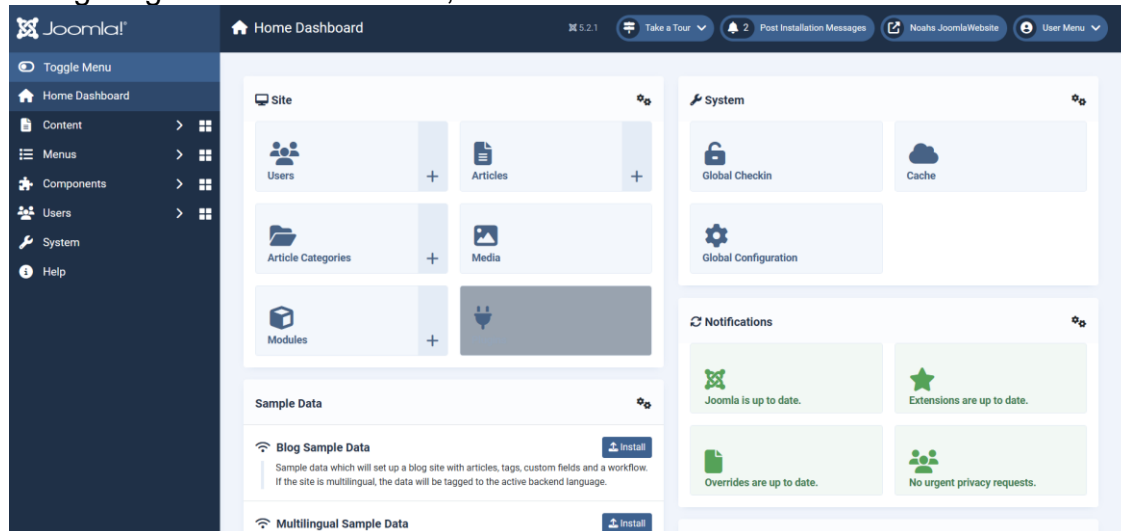 Joomla!®
Home Dashboard
5.2.1
Take a Tour
2
Post Installation Messages
Noahs JoomlaWebsite
User Menu
Toggle Menu
Home Dashboard
Content
Menus
Components
Users
System
Help
Site
Users
Articles
Article Categories
Media
Modules
Sample Data
Blog Sample Data
Install
Sample data which will set up a blog site with articles, tags, custom fields and a workflow.
If the site is multilingual, the data will be tagged to the active backend language.
Multilingual Sample Data
Install
System
Global Checkin
Cache
Global Configuration
Notifications
Joomla is up to date.
Extensions are up to date.
Overrides are up to date.
No urgent privacy requests.